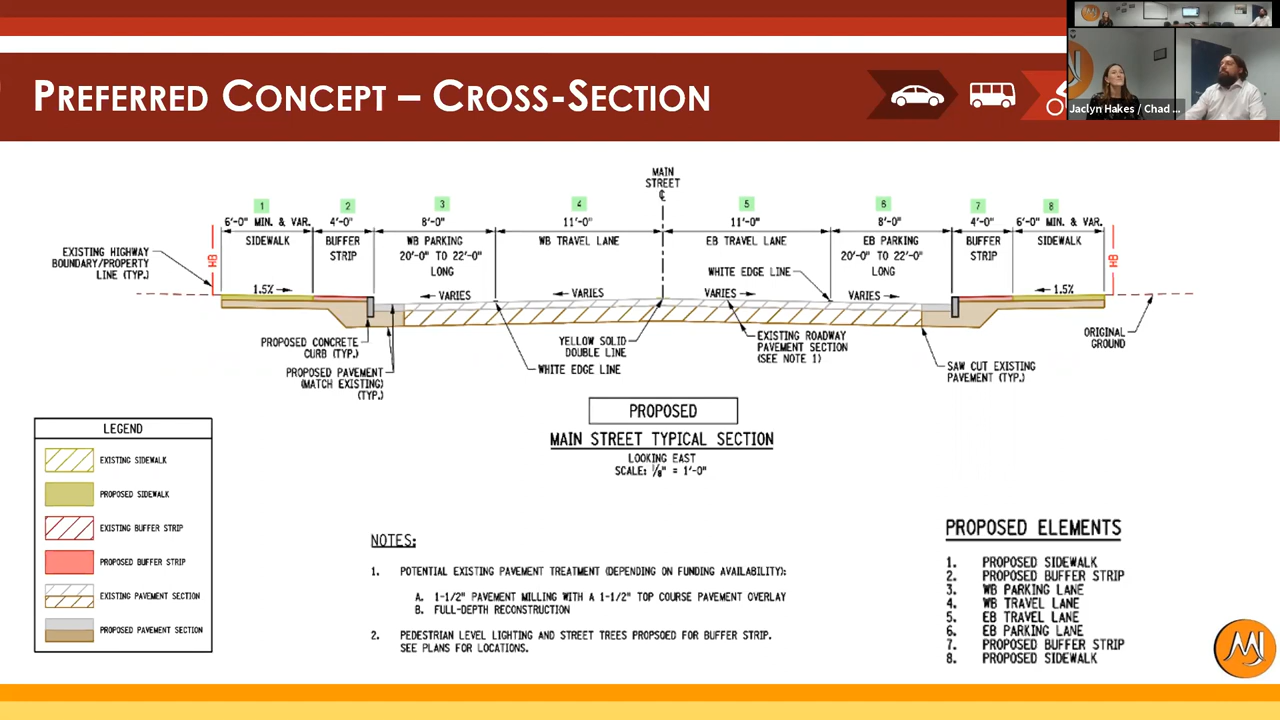 PREFERRED CONCEPT – CROSS-SECTION
Jaclyn Hakes / Chad ...
MAIN
STREET
℄
1
2
3
4
5
6
7
8
6'-0" MIN. & VAR.
4'-0"
8'-0"
11'-0"
11'-0"
8'-0"
4'-0"
6'-0" MIN. & VAR.
SIDEWALK
BUFFER
STRIP
WB PARKING
20'-0" TO 22'-0"
LONG
WB TRAVEL LANE
EB TRAVEL LANE
EB PARKING
20'-0" TO 22'-0"
LONG
BUFFER
STRIP
SIDEWALK
EXISTING HIGHWAY
BOUNDARY/PROPERTY
LINE (TYP.)
HB
HB
WHITE EDGE LINE
1.5%
VARIES
VARIES
VARIES
VARIES
1.5%
PROPOSED CONCRETE
CURB (TYP.)
PROPOSED PAVEMENT
(MATCH EXISTING)
(TYP.)
WHITE EDGE LINE
YELLOW SOLID
DOUBLE LINE
EXISTING ROADWAY
PAVEMENT SECTION
(SEE NOTE 1)
SAW CUT EXISTING
PAVEMENT (TYP.)
ORIGINAL
GROUND
PROPOSED
MAIN STREET TYPICAL SECTION
LOOKING EAST
SCALE: 1/8" = 1'-0"
LEGEND
EXISTING SIDEWALK
PROPOSED SIDEWALK
EXISTING BUFFER STRIP
PROPOSED BUFFER STRIP
EXISTING PAVEMENT SECTION
PROPOSED PAVEMENT SECTION
NOTES:
1. POTENTIAL EXISTING PAVEMENT TREATMENT (DEPENDING ON FUNDING AVAILABILITY):
A. 1-1/2" PAVEMENT MILLING WITH A 1-1/2" TOP COURSE PAVEMENT OVERLAY
B. FULL-DEPTH RECONSTRUCTION
2. PEDESTRIAN LEVEL LIGHTING AND STREET TREES PROPSOED FOR BUFFER STRIP.
SEE PLANS FOR LOCATIONS.
PROPOSED ELEMENTS
1. PROPOSED SIDEWALK
2. PROPOSED BUFFER STRIP
3. WB PARKING LANE
4. WB TRAVEL LANE
5. EB TRAVEL LANE
6. EB PARKING LANE
7. PROPOSED BUFFER STRIP
8. PROPOSED SIDEWALK
MJ